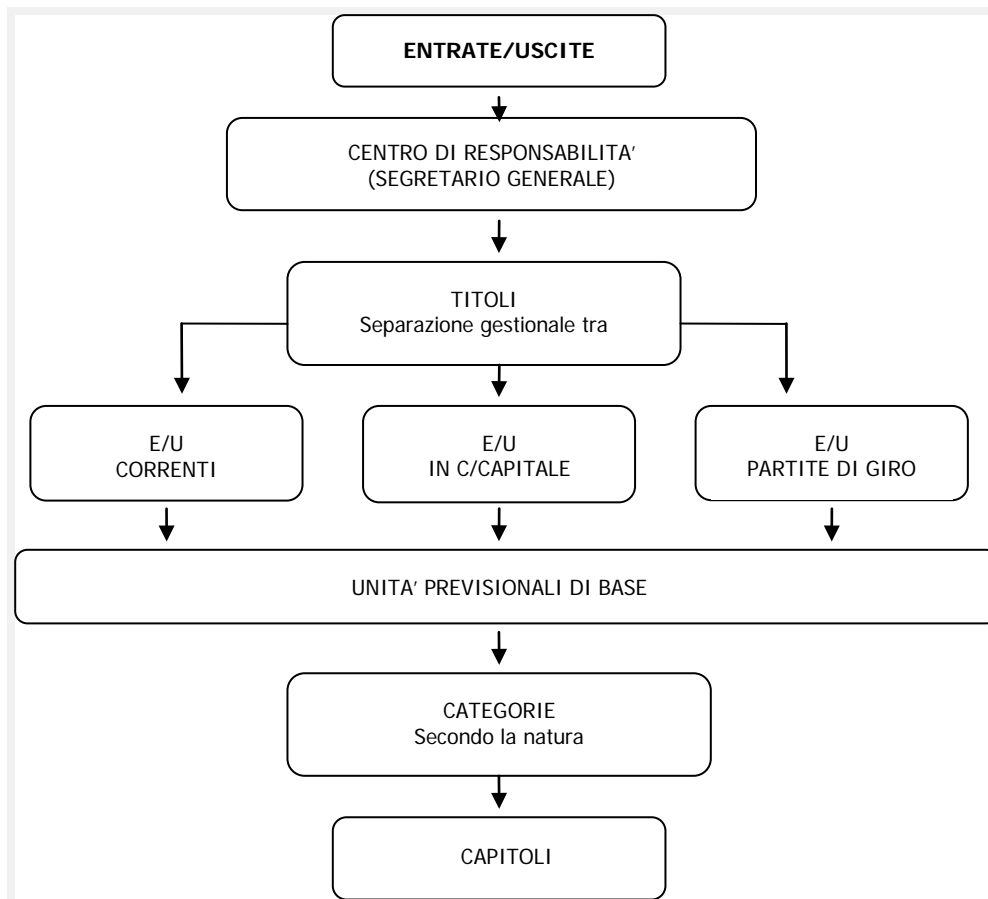 ENTRATE/USCITE
CENTRO DI RESPONSABILITA’
(SEGRETARIO GENERALE)
TITOLI
Separazione gestionale tra
E/U
CORRENTI
E/U
IN C/CAPITALE
E/U
PARTITE DI GIRO
UNITA’ PREVISIONALI DI BASE
CATEGORIE
Secondo la natura
CAPITOLI